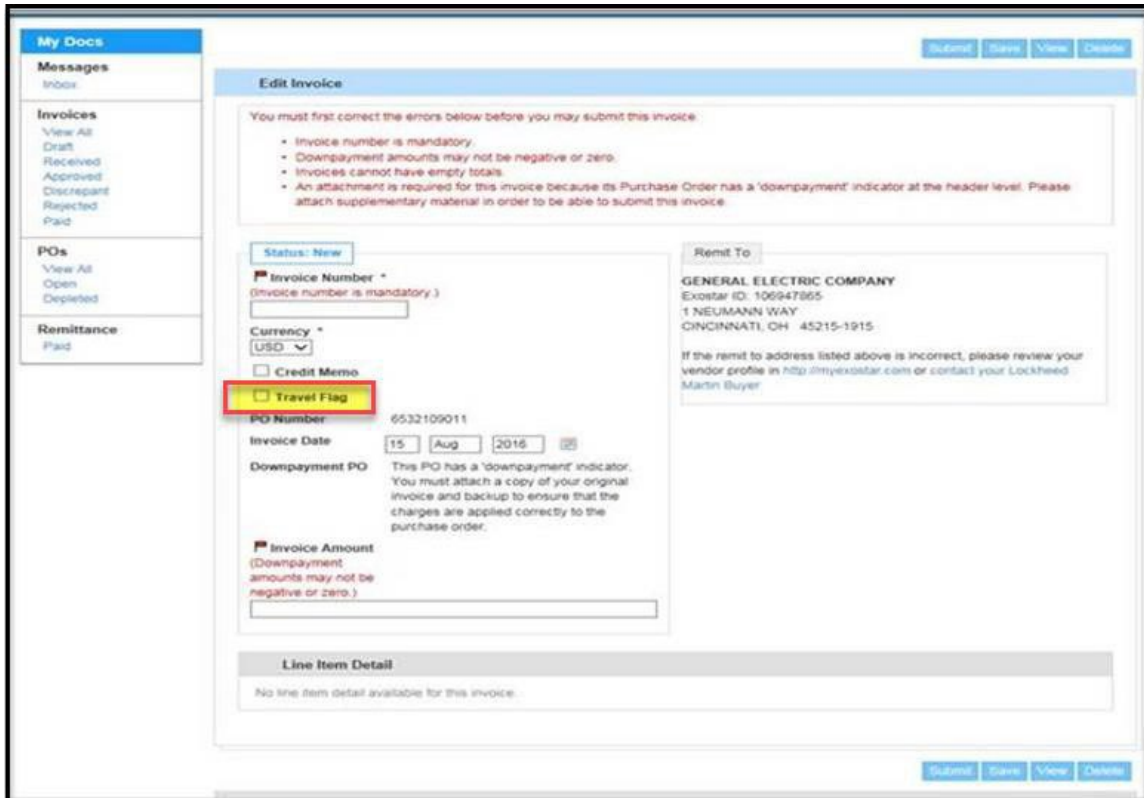 My Docs
Messages
Inbox
Invoices
View All
Draft
Received
Approved
Discrepant
Rejected
Paid
POs
View All
Open
Depleted
Remittance
Paid
Submit Save View Delete
Edit Invoice
You must first correct the errors below before you may submit this invoice.
• Invoice number is mandatory.
• Downpayment amounts may not be negative or zero.
• Invoices cannot have empty totals.
• An attachment is required for this invoice because its Purchase Order has a 'downpayment' indicator at the header level. Please
attach supplementary material in order to be able to submit this invoice.
Status: New
Invoice Number *
(Invoice number is mandatory.)
Currency *
USD
Credit Memo
Travel Flag
PO Number 6532109011
Invoice Date 15 Aug 2016
Downpayment PO This PO has a 'downpayment' indicator.
You must attach a copy of your original
invoice and backup to ensure that the
charges are applied correctly to the
purchase order.
Invoice Amount
(Downpayment
amounts may not be
negative or zero.)
Remit To
GENERAL ELECTRIC COMPANY
Exostar ID: 106947865
1 NEUMANN WAY
CINCINNATI, OH 45215-1915
If the remit to address listed above is incorrect, please review your
vendor profile in http://myexostar.com or contact your Lockheed
Martin Buyer
Line Item Detail
No line item detail available for this invoice.
Submit Save View Delete